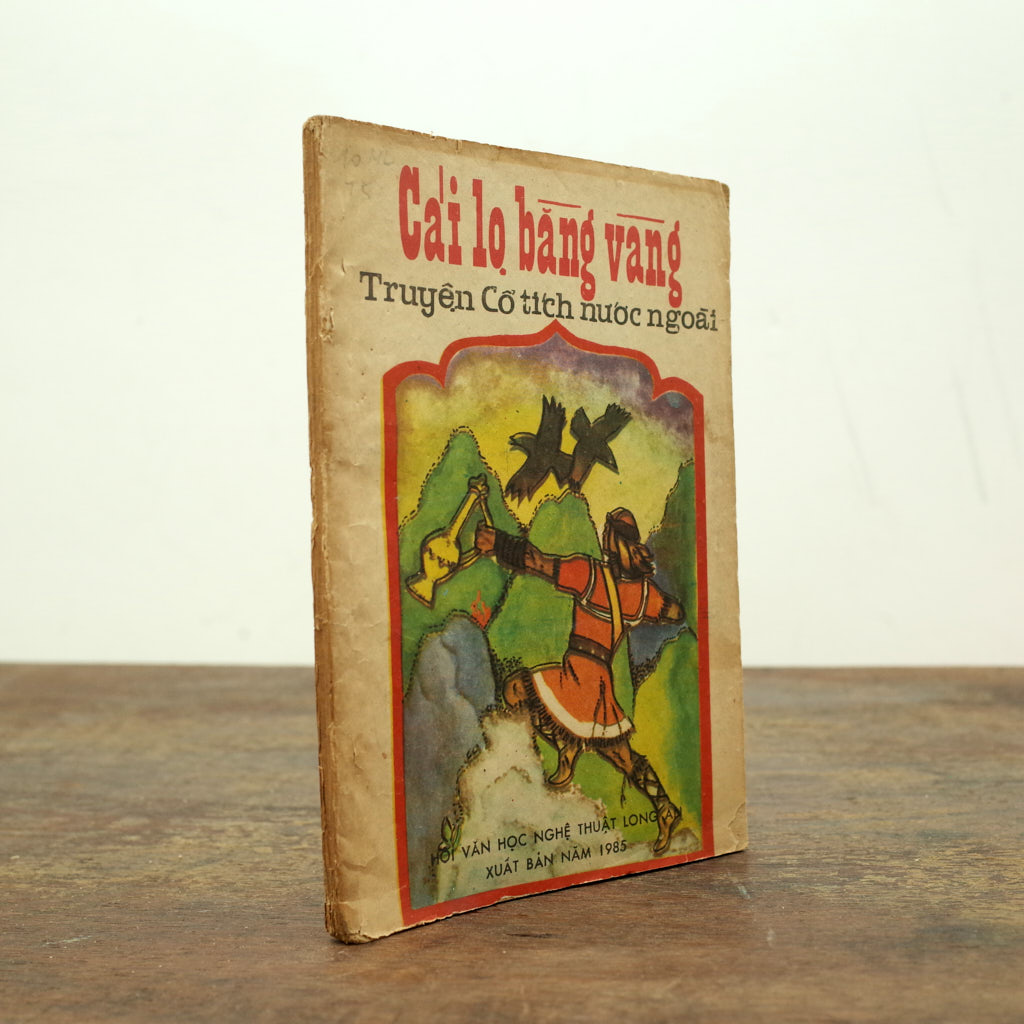 Cái lọ bằng vàng
Truyện Cổ tích nước ngoài
HỘI VĂN HỌC NGHỆ THUẬT LONG AN
XUẤT BẢN NĂM 1985